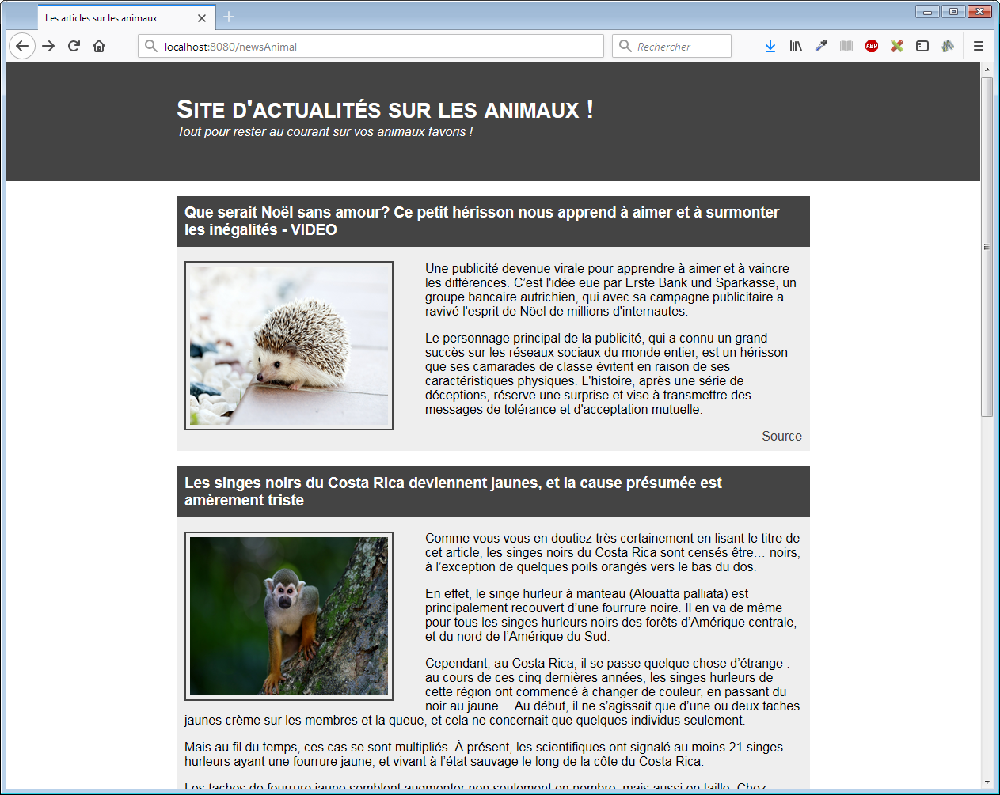 Les articles sur les animaux
localhost:8080/newsAnimal
Rechercher
ABP
SITE D'ACTUALITÉS SUR LES ANIMAUX !
Tout pour rester au courant sur vos animaux favoris !
Que serait Noël sans amour? Ce petit hérisson nous apprend à aimer et à surmonter
les inégalités - VIDEO
Une publicité devenue virale pour apprendre à aimer et à vaincre
les différences. C’est l'idée eue par Erste Bank und Sparkasse, un
groupe bancaire autrichien, qui avec sa campagne publicitaire a
ravivé l'esprit de Nöel de millions d'internautes.
Le personnage principal de la publicité, qui a connu un grand
succès sur les réseaux sociaux du monde entier, est un hérisson
que ses camarades de classe évitent en raison de ses
caractéristiques physiques. L'histoire, après une série de
déceptions, réserve une surprise et vise à transmettre des
messages de tolérance et d'acceptation mutuelle.
Source
Les singes noirs du Costa Rica deviennent jaunes, et la cause présumée est
amèrement triste
Comme vous vous en doutiez très certainement en lisant le titre de
cet article, les singes noirs du Costa Rica sont censés être… noirs,
à l’exception de quelques poils orangés vers le bas du dos.
En effet, le singe hurleur à manteau (Alouatta palliata) est
principalement recouvert d’une fourrure noire. Il en va de même
pour tous les singes hurleurs noirs des forêts d’Amérique centrale,
et du nord de l’Amérique du Sud.
Cependant, au Costa Rica, il se passe quelque chose d’étrange :
au cours de ces cinq dernières années, les singes hurleurs de
cette région ont commencé à changer de couleur, en passant du
noir au jaune… Au début, il ne s’agissait que d’une ou deux taches
jaunes crème sur les membres et la queue, et cela ne concernait que quelques individus seulement.
Mais au fil du temps, ces cas se sont multipliés. À présent, les scientifiques ont signalé au moins 21 singes
hurleurs ayant une fourrure jaune, et vivant à l’état sauvage le long de la côte du Costa Rica.
Les taches de fourrure jaune semblent augmenter non seulement en nombre, mais aussi en taille. Chez